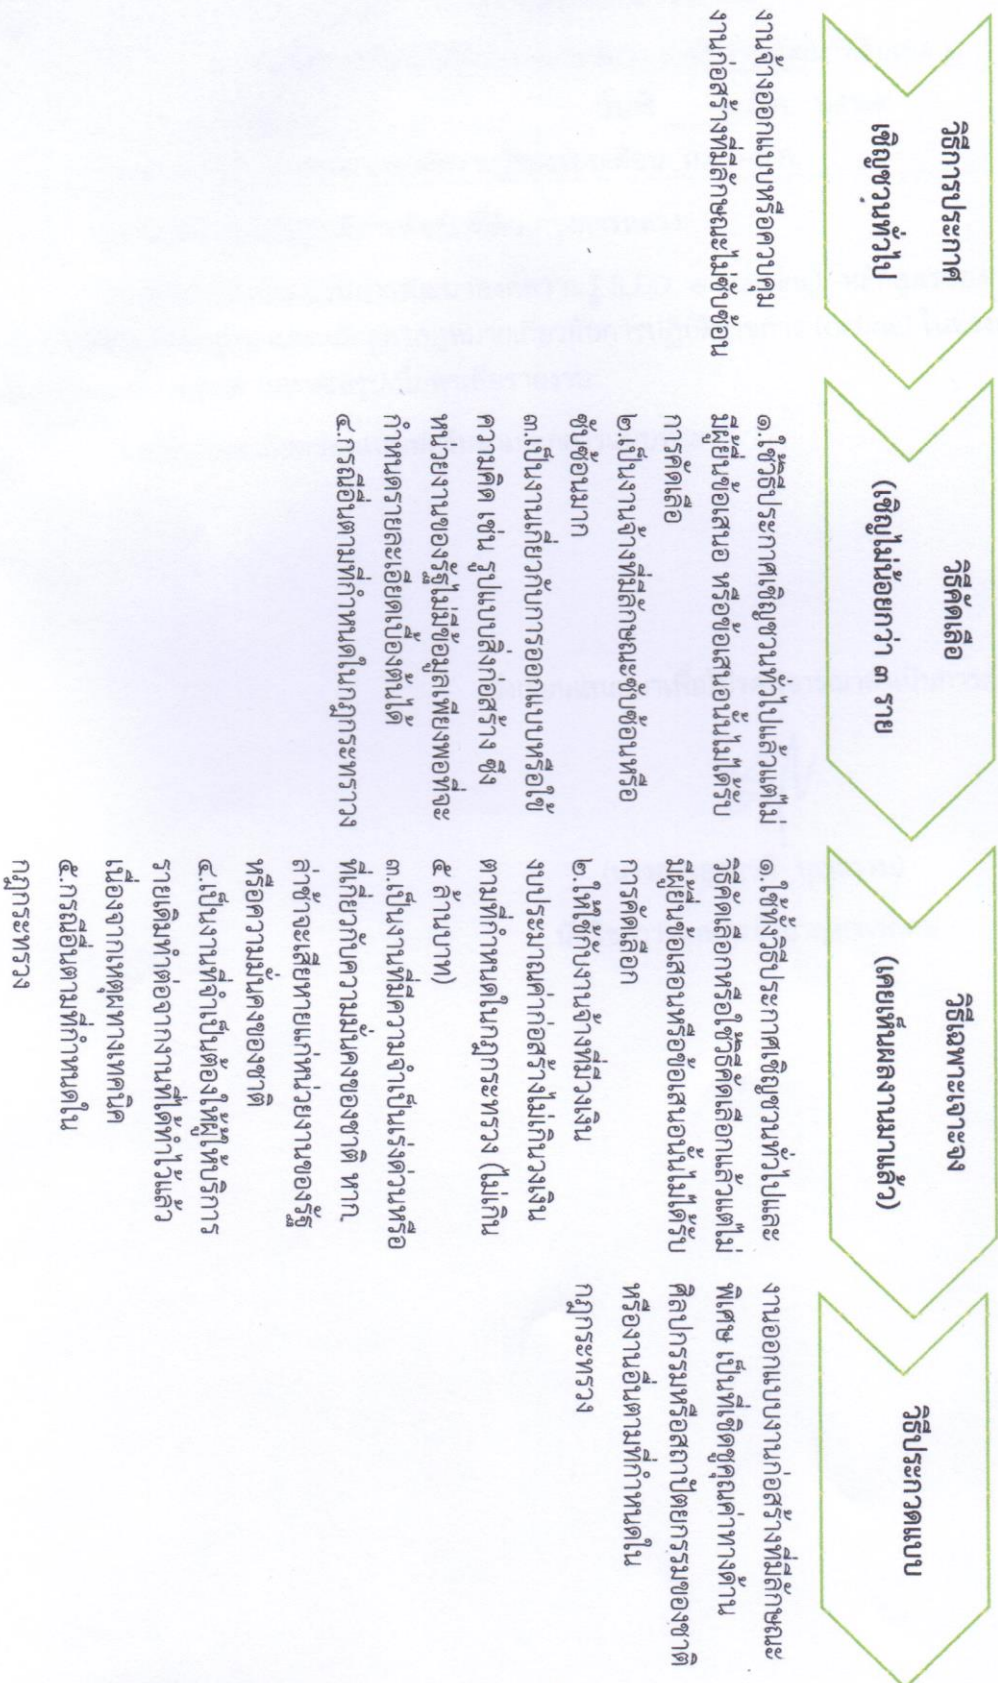 วิธีการประกาศ
เชิญชวนทั่วไป
งานจ้างออกแบบหรือควบคุม
งานก่อสร้างที่มีลักษณะไม่ซับซ้อน
วิธีคัดเลือ
(เชิญไม่น้อยกว่า ๓ ราย
๑.ใช้วิธีประกาศเชิญชวนทั่วไปแล้วแต่ไม่
มีผู้ยื่นข้อเสนอ หรือข้อเสนอนั้นไม่ได้รับ
การคัดเลือ
๒.เป็นงานจ้างที่มีลักษณะซับซ้อนหรือ
ซับซ้อนมาก
๓.เป็นงานเกี่ยวกับการออกแบบหรือใช้
ความคิด เช่น รูปแบบสิ่งก่อสร้าง ซึ่ง
หน่วยงานของรัฐไม่มีข้อมูลเพียงพอที่จะ
กำหนดรายละเอียดเบื้องต้นได้
๔.กรณีอื่นตามที่กำหนดในกฎกระทรวง
วิธีเฉพาะเจาะจง
(เคยเห็นผลงานมาแล้ว)
๑.ใช้ทั้งวิธีประกาศเชิญชวนทั่วไปและ
วิธีคัดเลือกหรือใช้วิธีคัดเลือกแล้วแต่ไม่
มีผู้ยื่นข้อเสอนหรือข้อเสนอนั้นไม่ได้รับ
การคัดเลือก
๒.ให้ใช้กับงานจ้างที่มีวงเงิน
งบประมาณค่าก่อสร้างไม่เกินวงเงิน
ตามที่กำหนดในกฎกระทรวง (ไม่เกิน
๕ ล้านบาท)
๓.เป็นงานที่มีความจำเป็นเร่งด่วนหรือ
ที่เกี่ยวกับความมั่นคงของชาติ หาก
ล่าช้าจะเสียหายแก่หน่วยงานของรัฐ
หรือความมั่นคงของชาติ
๔.เป็นงานที่จำเป็นต้องให้ผู้ให้บริการ
รายเดิมทำต่อจากงานที่ได้ทำไว้แล้ว
เนื่องจากเหตุผลทางเทคนิค
๕.กรณีอื่นตามที่กำหนดใน
กฎกระทรวง
วิธีประกวดแบบ
งานออกแบบงานก่อสร้างที่มีลักษณะ
พิเศษ เป็นที่เชิดชูคุณค่าทางด้าน
ศิลปกรรมหรือสถาปัตยกรรมของชาติ
หรืองานอื่นตามที่กำหนดใน
กฎกระทรวง